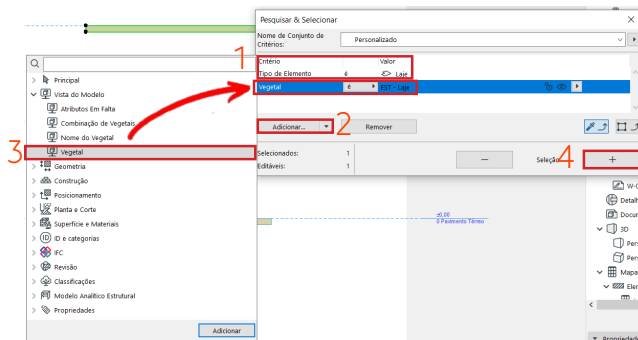 Pesquisar & Selecionar
Nome de Conjunto de Critérios:
Personalizado
1
Critério Valor
Tipo de Elemento é Laje
Vegetal é EST - Laje
Adicionar... 2 Remover
Selecionados: 1
Editáveis: 1
Seleção
4
3
Principal
Vista do Modelo
Atributos Em Falta
Combinação de Vegetais
Nome do Vegetal
Vegetal
Geometria
Construção
Posicionamento
Planta e Corte
Superfície e Materiais
ID e categorias
IFC
Revisão
Classificações
Modelo Analítico Estrutural
Propriedades
Adicionar
±0,00
0 Pavimento Térreo
3D
Mapa